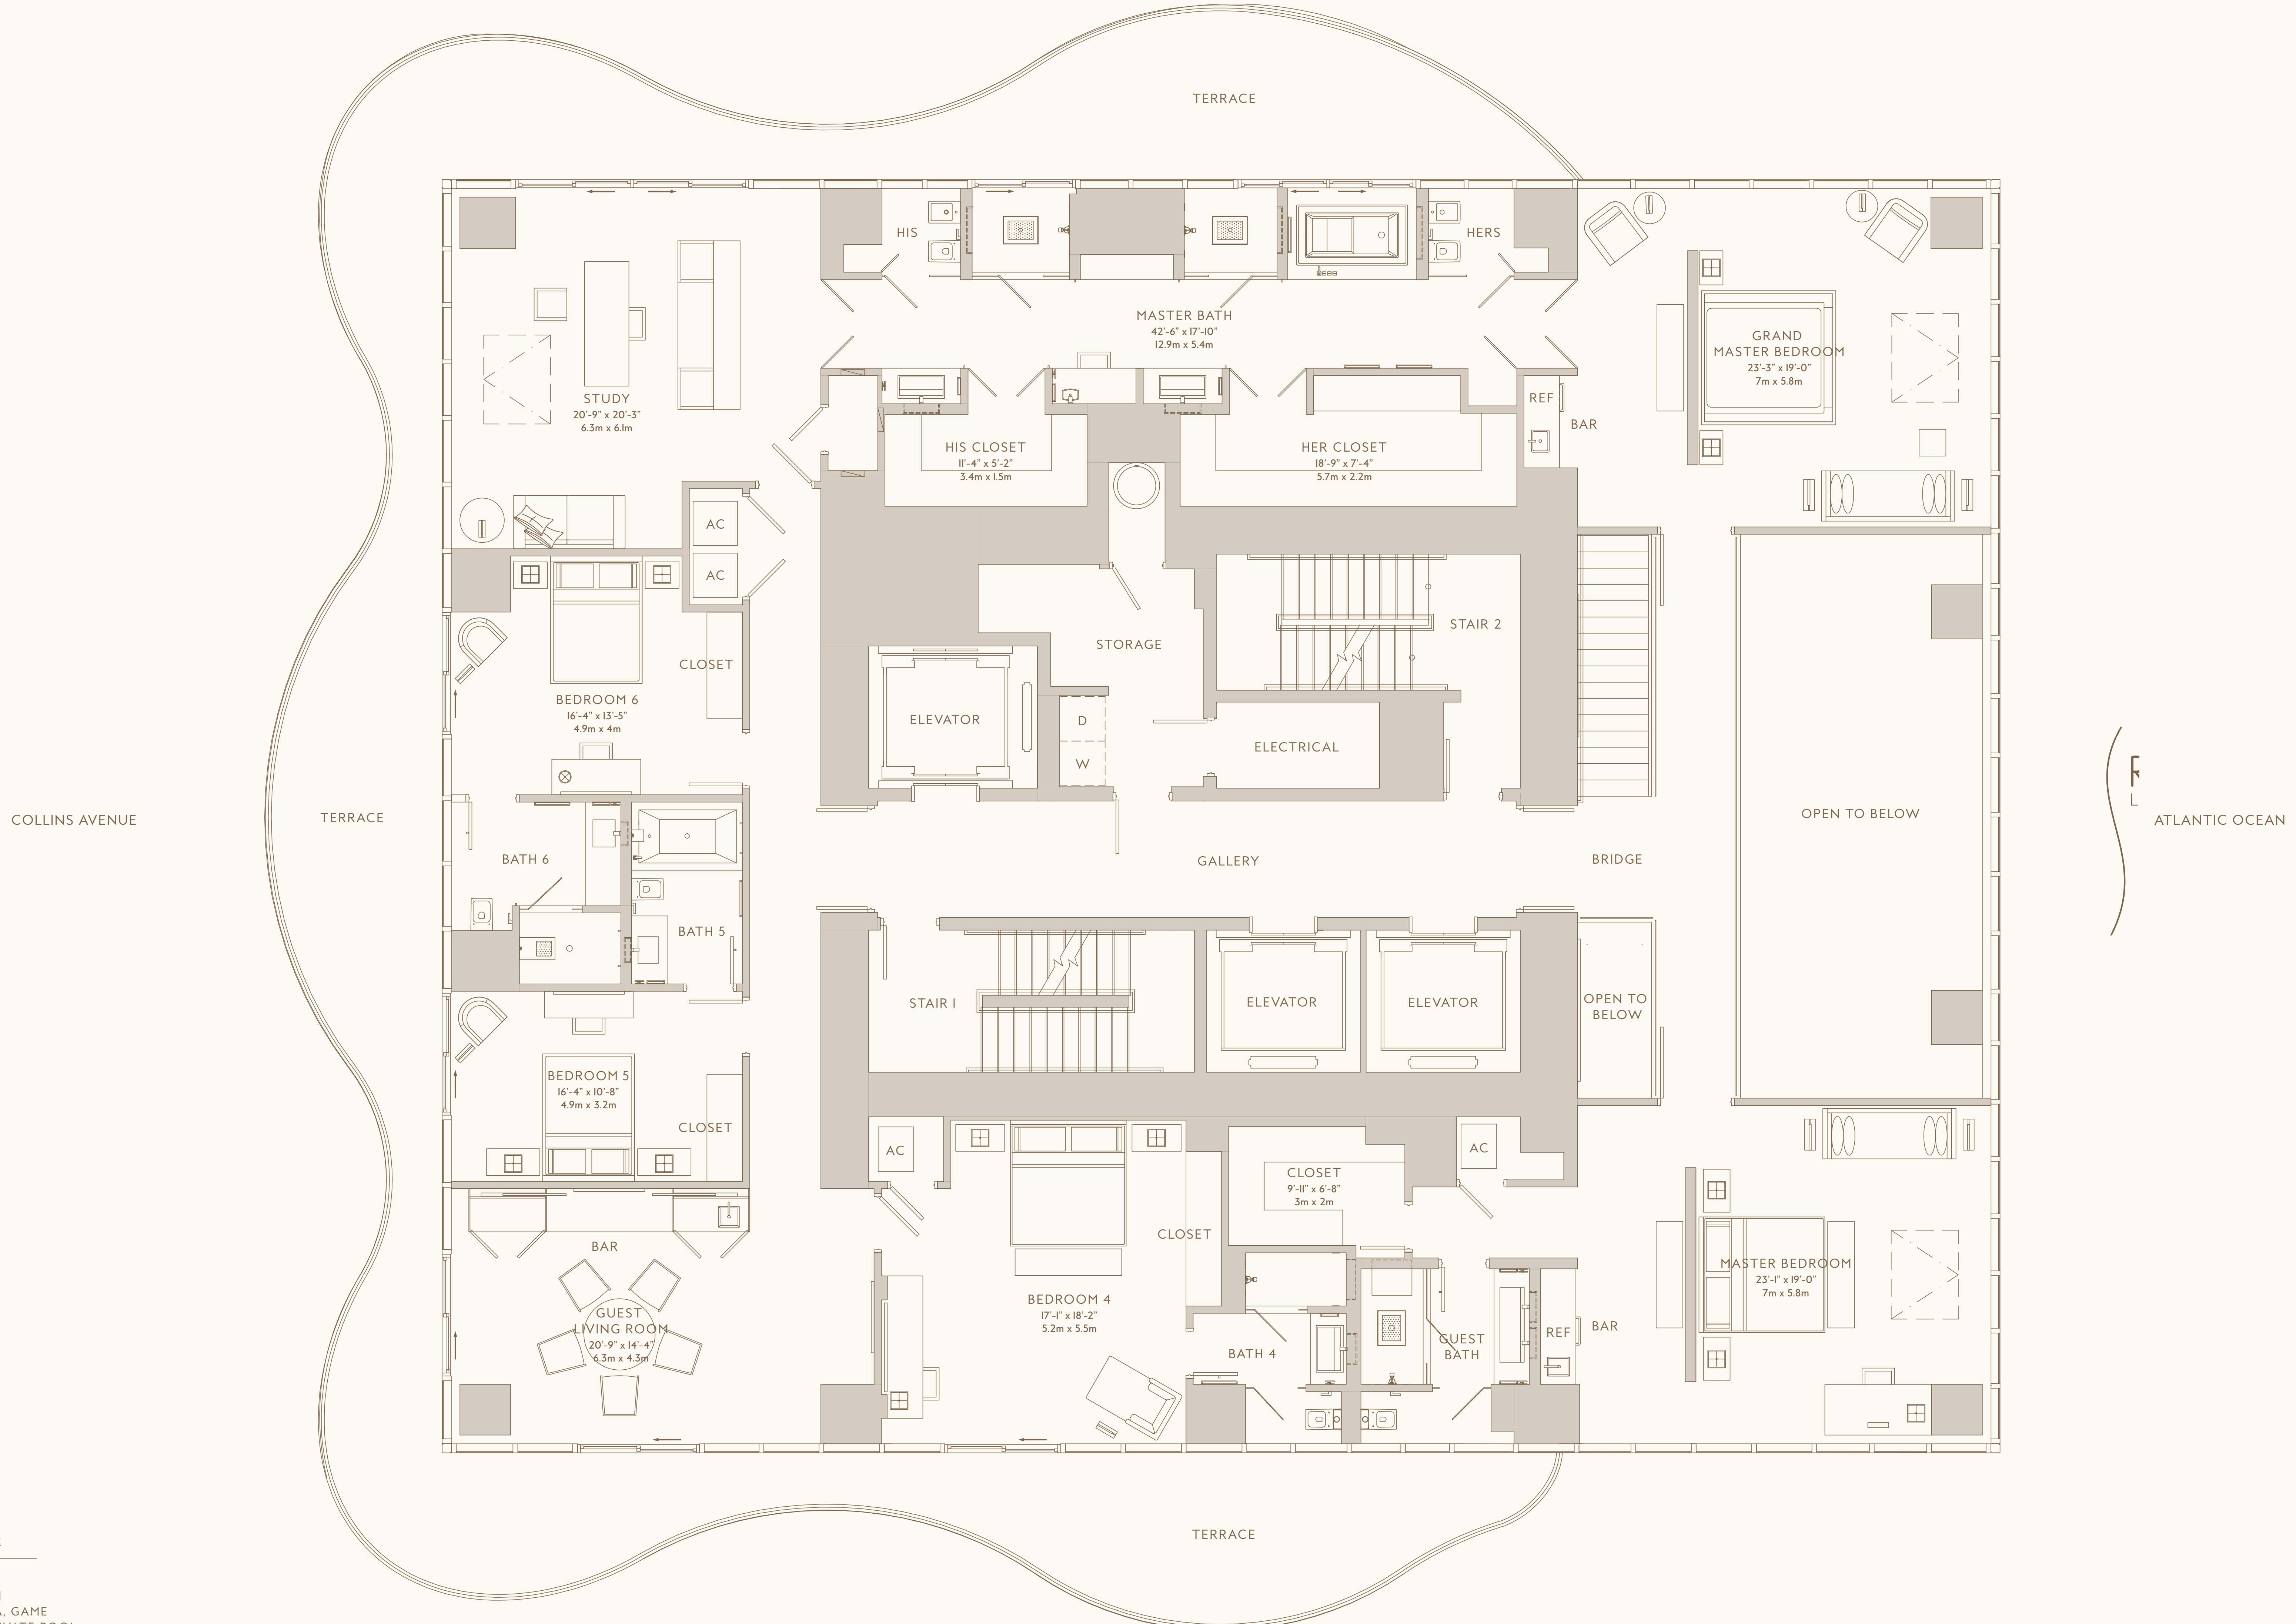 TERRACE
HIS
HERS
MASTER BATH
42'-6" x 17'-10"
12.9m x 5.4m
GRAND
MASTER BEDROOM
23'-3" x 19'-0"
7m x 5.8m
STUDY
20'-9" x 20'-3"
6.3m x 6.1m
REF
BAR
HIS CLOSET
11'-4" x 5'-2"
3.4m x 1.5m
HER CLOSET
18'-9" x 7'-4"
5.7m x 2.2m
AC
AC
STAIR 2
STORAGE
CLOSET
BEDROOM 6
16'-4" x 13'-5"
4.9m x 4m
ELEVATOR
D
W
ELECTRICAL
COLLINS AVENUE
TERRACE
OPEN TO BELOW
ATLANTIC OCEAN
BATH 6
GALLERY
BRIDGE
BATH 5
STAIR 1
ELEVATOR
ELEVATOR
OPEN TO
BELOW
BEDROOM 5
16'-4" x 10'-8"
4.9m x 3.2m
CLOSET
AC
AC
CLOSET
9'-11" x 6'-8"
3m x 2m
CLOSET
BAR
MASTER BEDROOM
23'-1" x 19'-0"
7m x 5.8m
BEDROOM 4
17'-1" x 18'-2"
5.2m x 5.5m
GUEST
LIVING ROOM
20'-9" x 14'-4"
6.3m x 4.3m
BATH 4
GUEST
BATH
REF
BAR
TERRACE
GAME